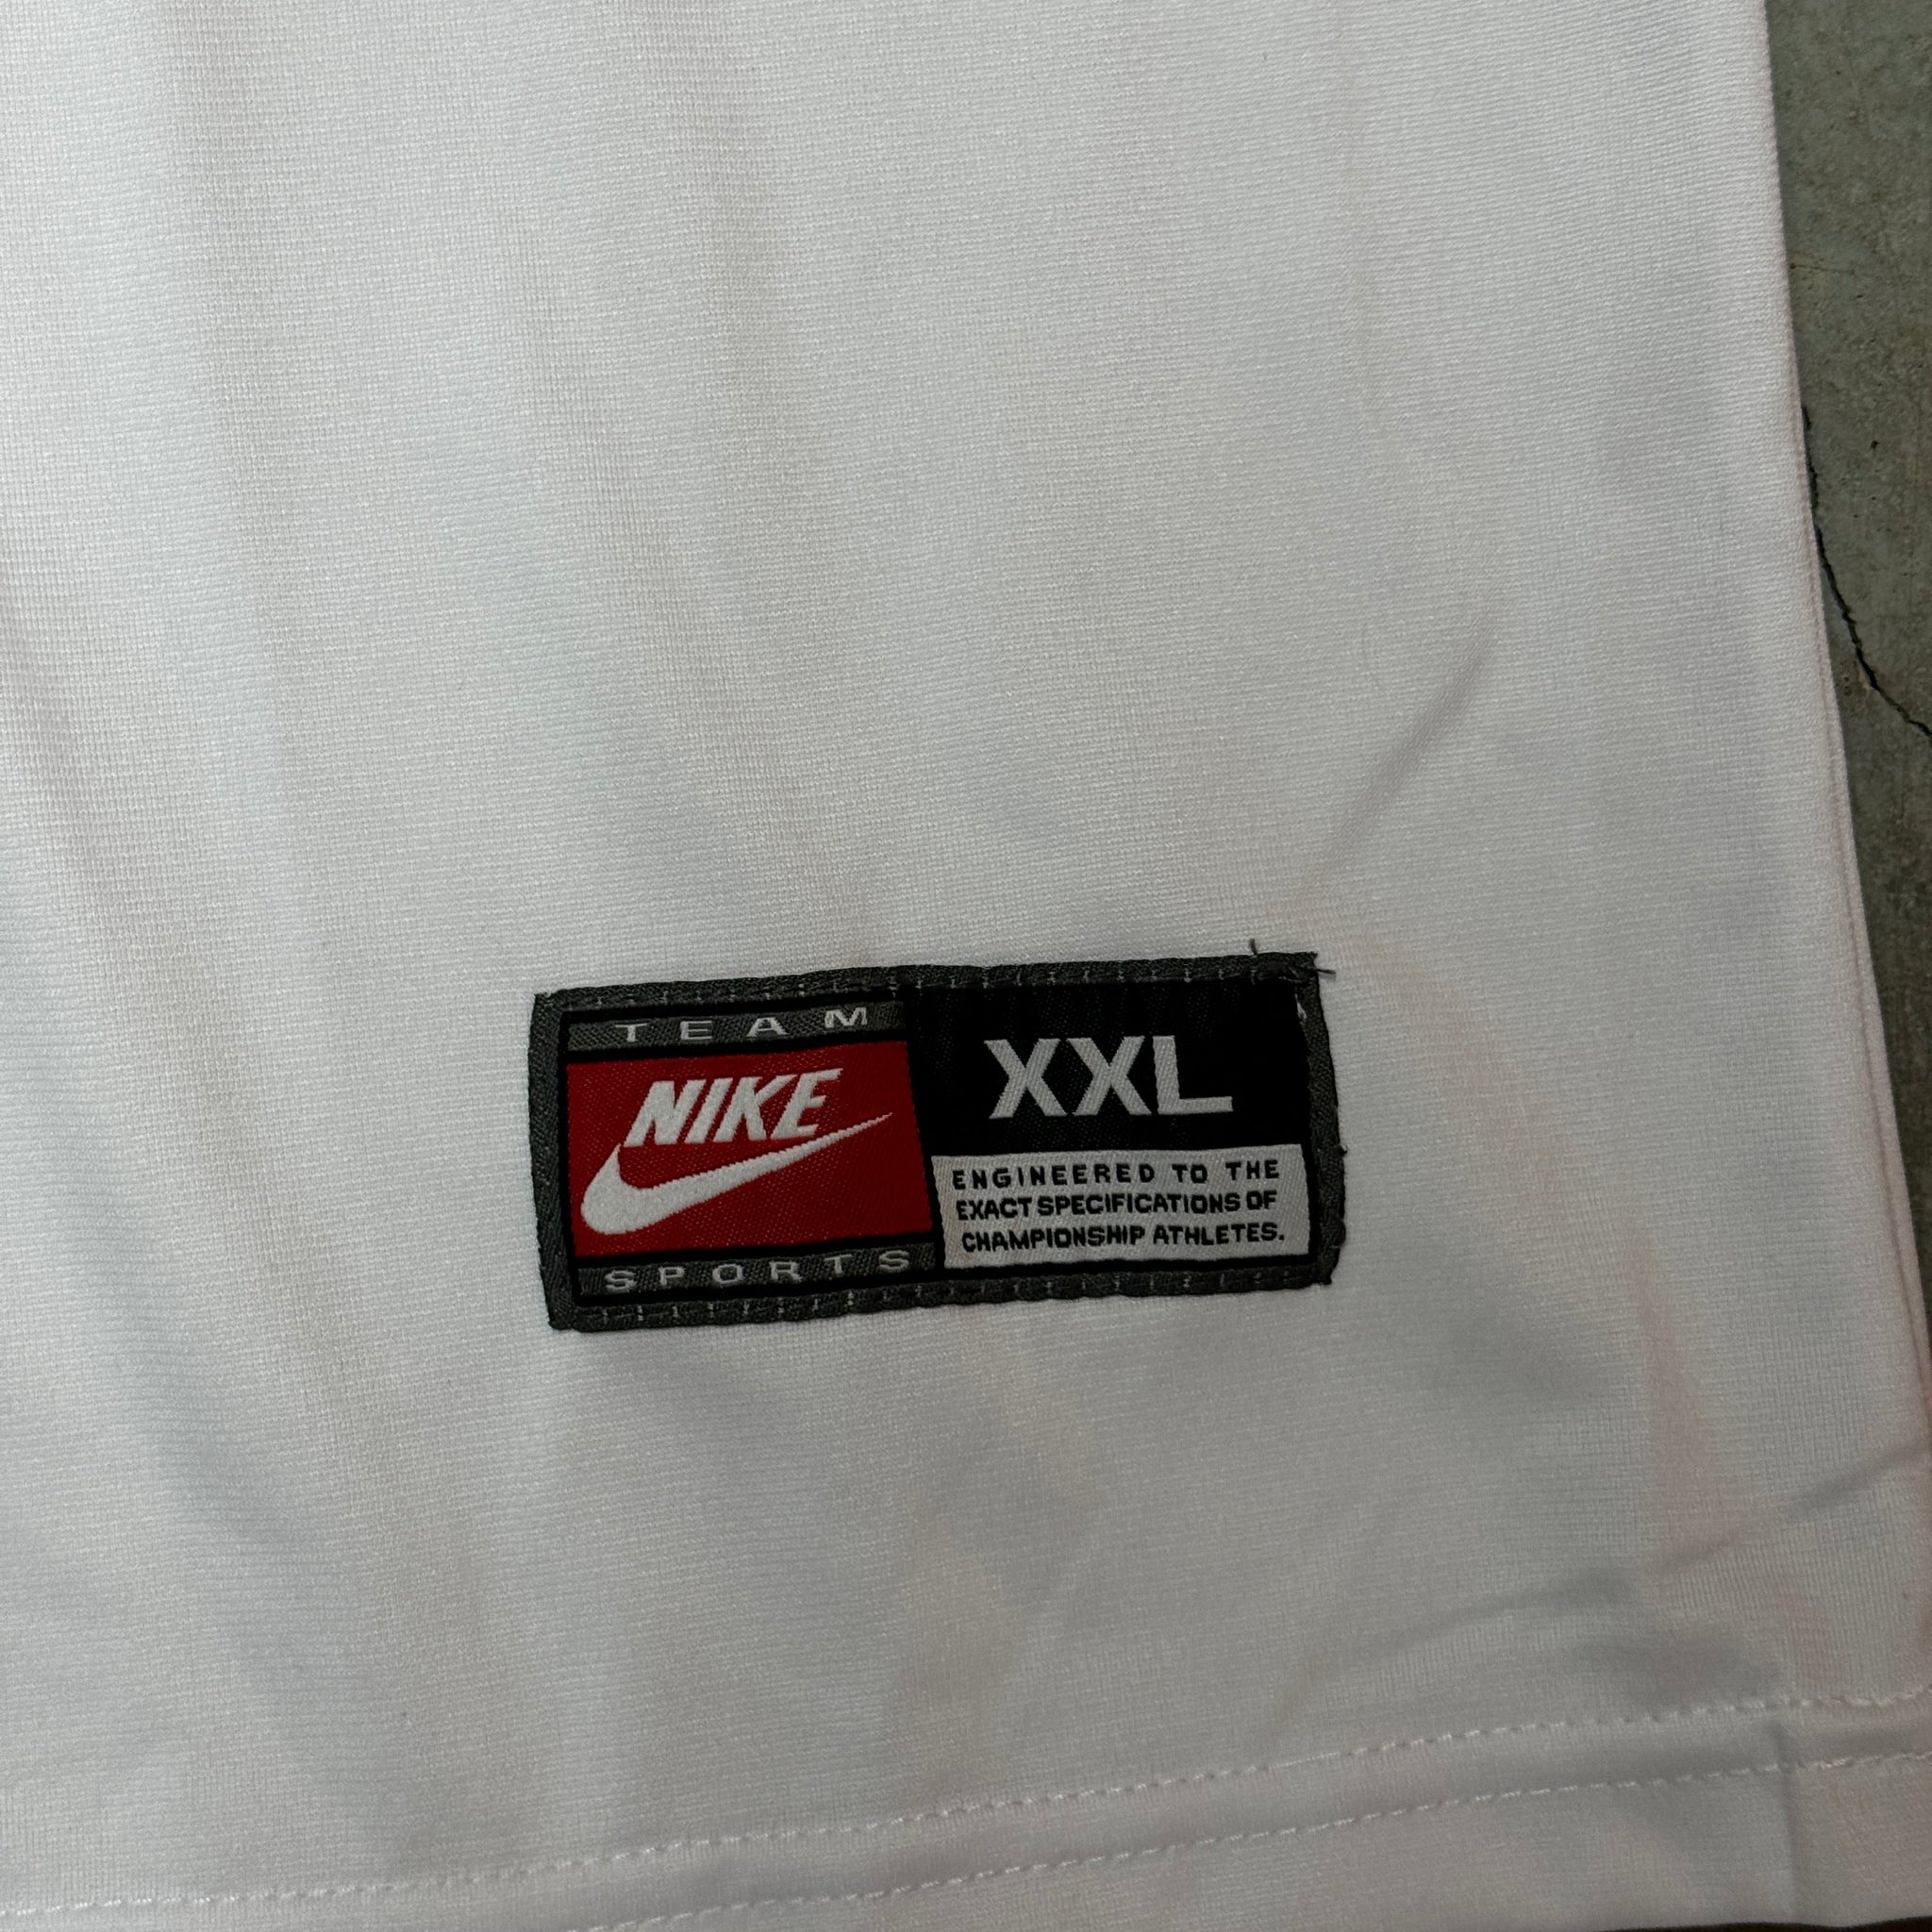 TEAM
NIKE
SPORTS
XXL
ENGINEERED TO THE
EXACT SPECIFICATIONS OF
CHAMPIONSHIP ATHLETES.